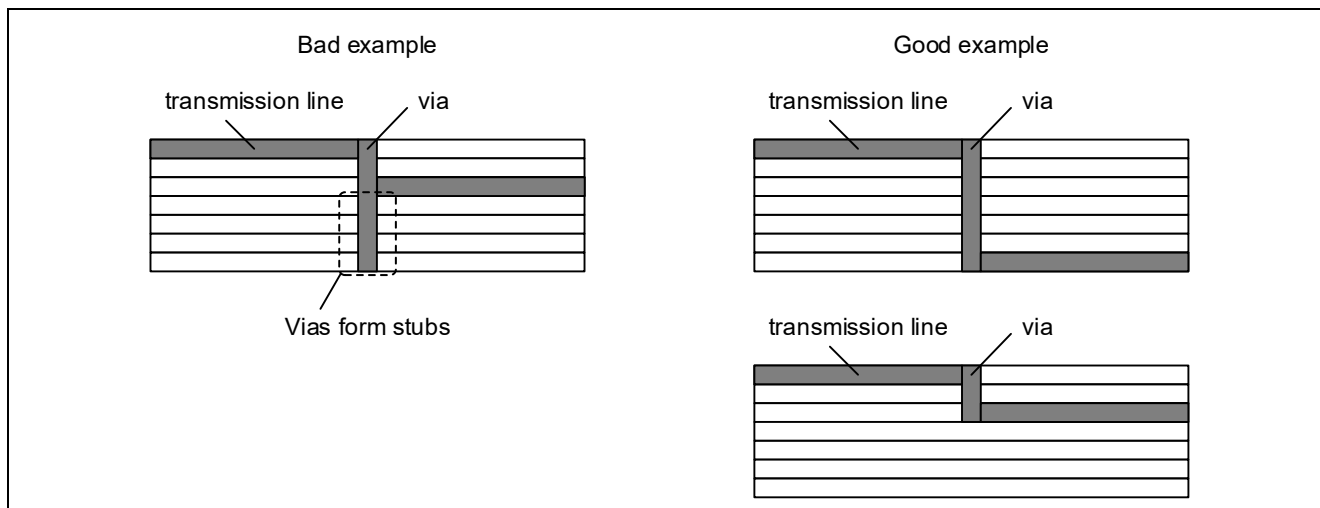 Bad example
transmission line
via
Vias form stubs
Good example
transmission line
via
transmission line
via